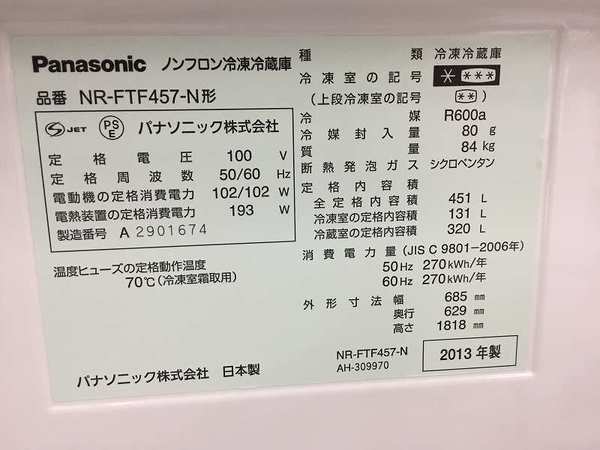 Panasonic ノンフロン冷凍冷蔵庫
品番 NR-FTF457-N形
JET PSE パナソニック株式会社
定格電圧 100 V
定格周波数 50/60 Hz
電動機の定格消費電力 102/102 W
電熱装置の定格消費電力 193 W
製造番号 A 2901674
温度ヒューズの定格動作温度
70℃(冷凍室霜取用)
パナソニック株式会社 日本製
種類 冷凍冷蔵庫
冷凍室の記号 * ***
(上段冷凍室の記号 **)
冷媒 R600a
冷媒封入量 80 g
質量 84 kg
断熱発泡ガス シクロペンタン
定格内容積
全定格内容積 451 L
冷凍室の定格内容積 131 L
冷蔵室の定格内容積 320 L
消費電力量(JIS C 9801-2006年)
50Hz 270kWh/年
60Hz 270kWh/年
外形寸法 幅 685 mm
奥行 629 mm
高さ 1818 mm
NR-FTF457-N
AH-309970
2013年製